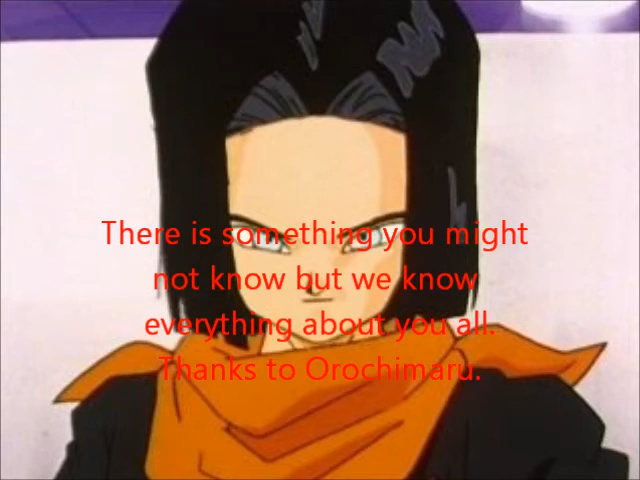 There is something you might
not know but we know
everything about you all.
Thanks to Orochimaru.